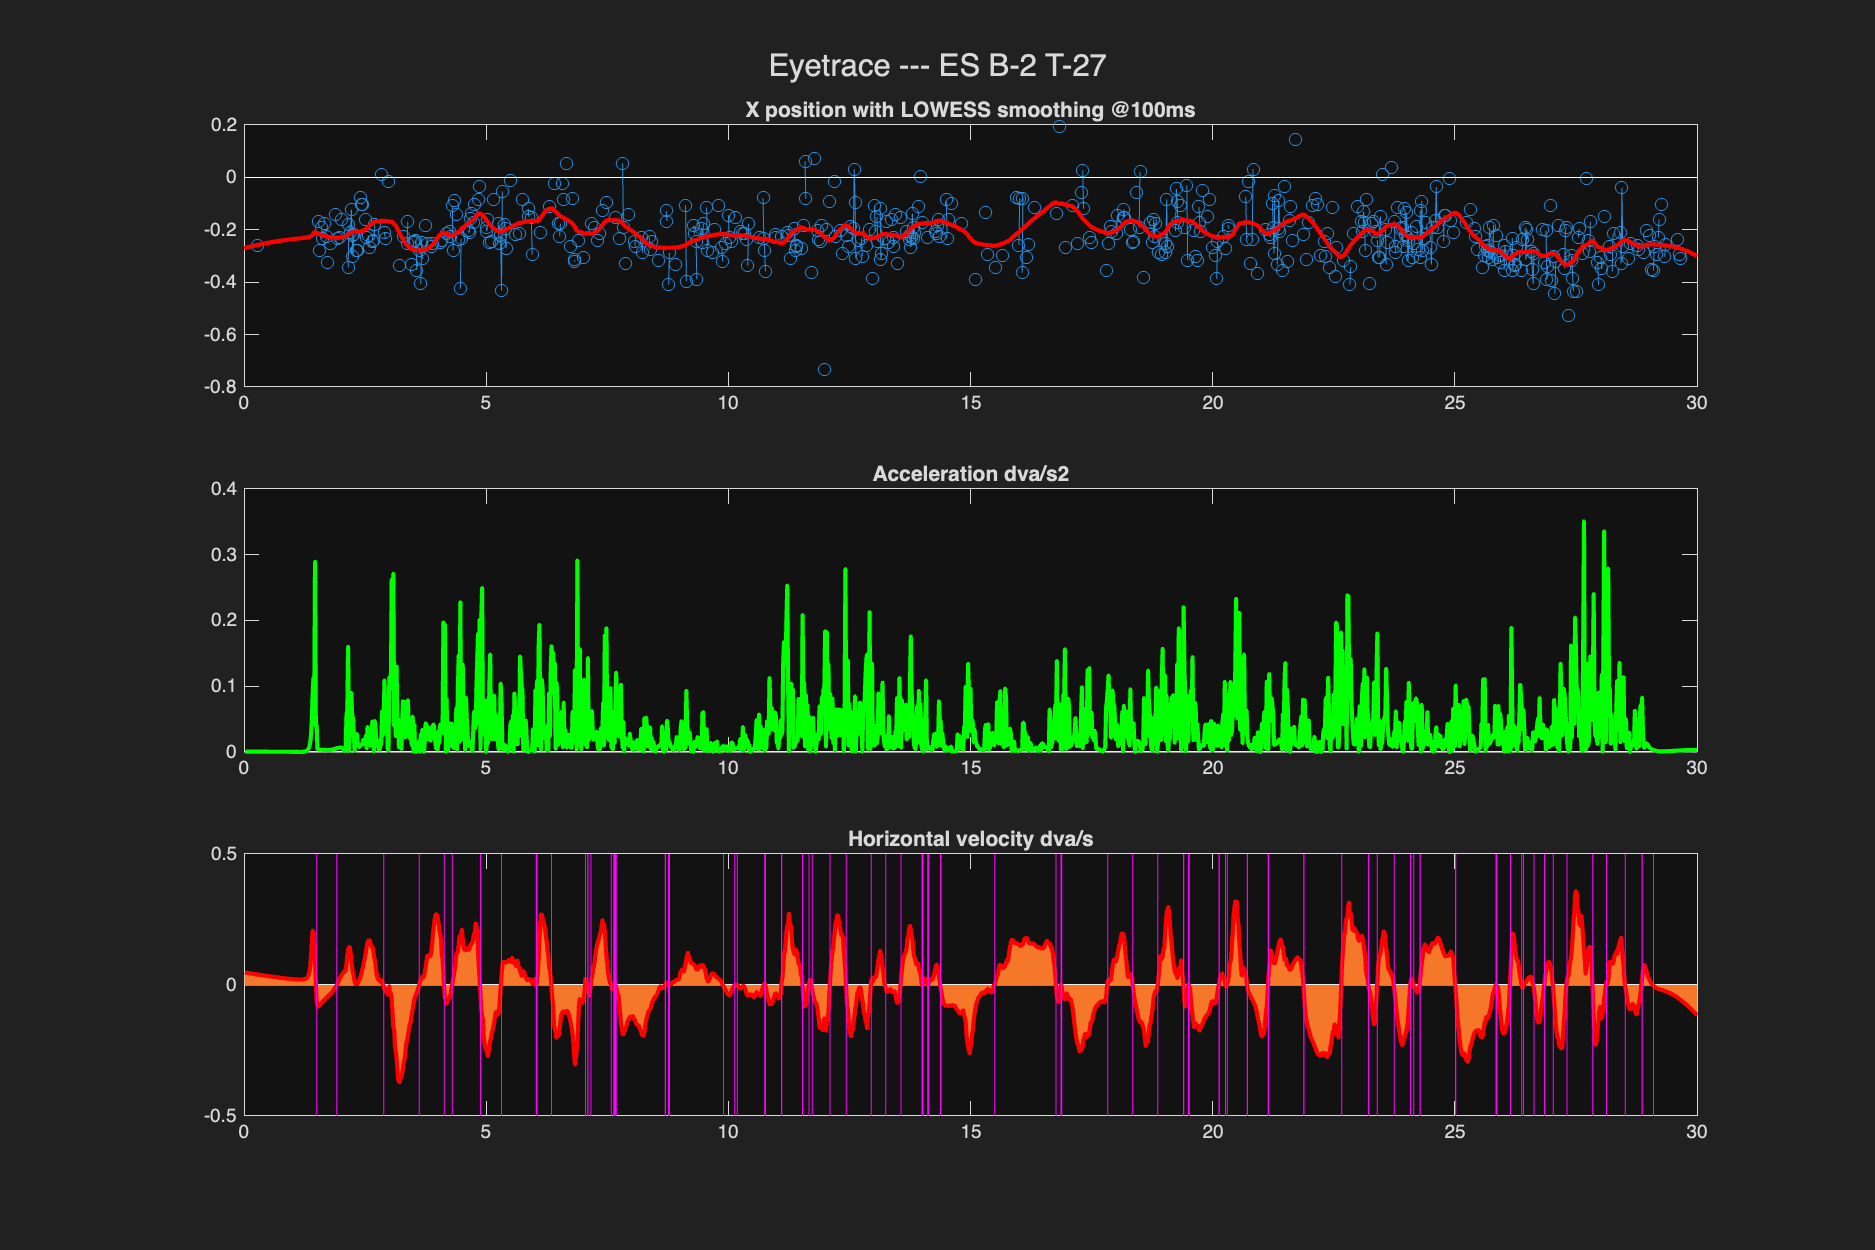 Eyetrace --- ES B-2 T-27
X position with LOWESS smoothing @100ms
0.2
0
-0.2
-0.4
-0.6
-0.8
0 5 10 15 20 25 30
Acceleration dva/s2
0.4
0.3
0.2
0.1
0
0 5 10 15 20 25 30
Horizontal velocity dva/s
0.5
0
-0.5
0 5 10 15 20 25 30